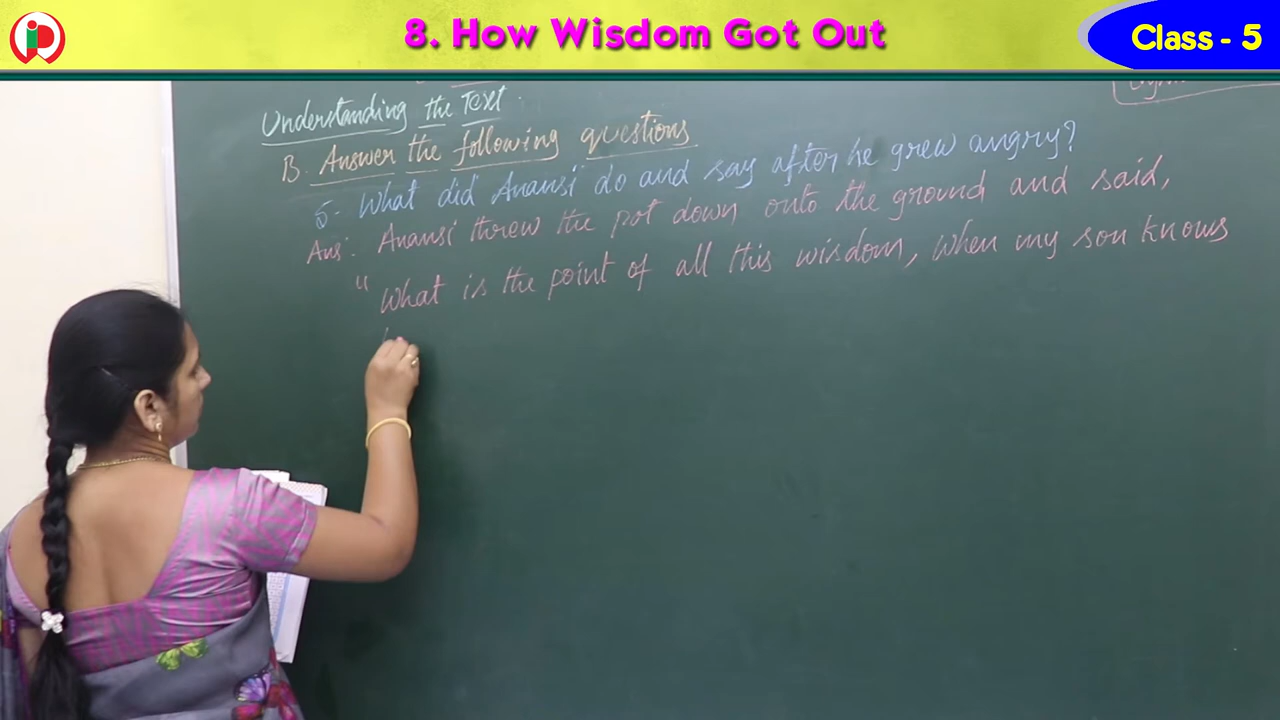 8. How Wisdom Got Out
Class - 5
Understanding the Text.
B. Answer the following questions
5. What did Anansi do and say after he grew angry?
Ans: Anansi threw the pot down onto the ground and said,
" What is the point of all this wisdom, when my son knows